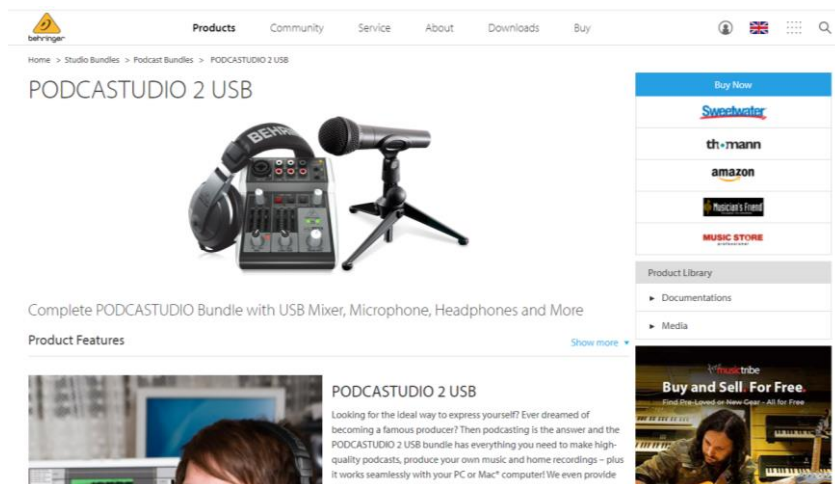 behringer
Products Community Service About Downloads Buy
Home > Studio Bundles > Podcast Bundles > PODCASTUDIO 2 USB
PODCASTUDIO 2 USB
BEHRI
Complete PODCASTUDIO Bundle with USB Mixer, Microphone, Headphones and More
Product Features
Show more
PODCASTUDIO 2 USB
Looking for the ideal way to express yourself? Ever dreamed of
becoming a famous producer? Then podcasting is the answer and the
PODCASTUDIO 2 USB bundle has everything you need to make high-
quality podcasts, produce your own music and home recordings – plus
it works seamlessly with your PC or Mac* computer! We even provide
Buy Now
Sweetwater
th•mann
amazon
Musician's Friend
MUSIC STORE
professional
Product Library
Documentations
Media
musictribe
Buy and Sell. For Free.
Find Pre-Loved or New Gear - All for Free